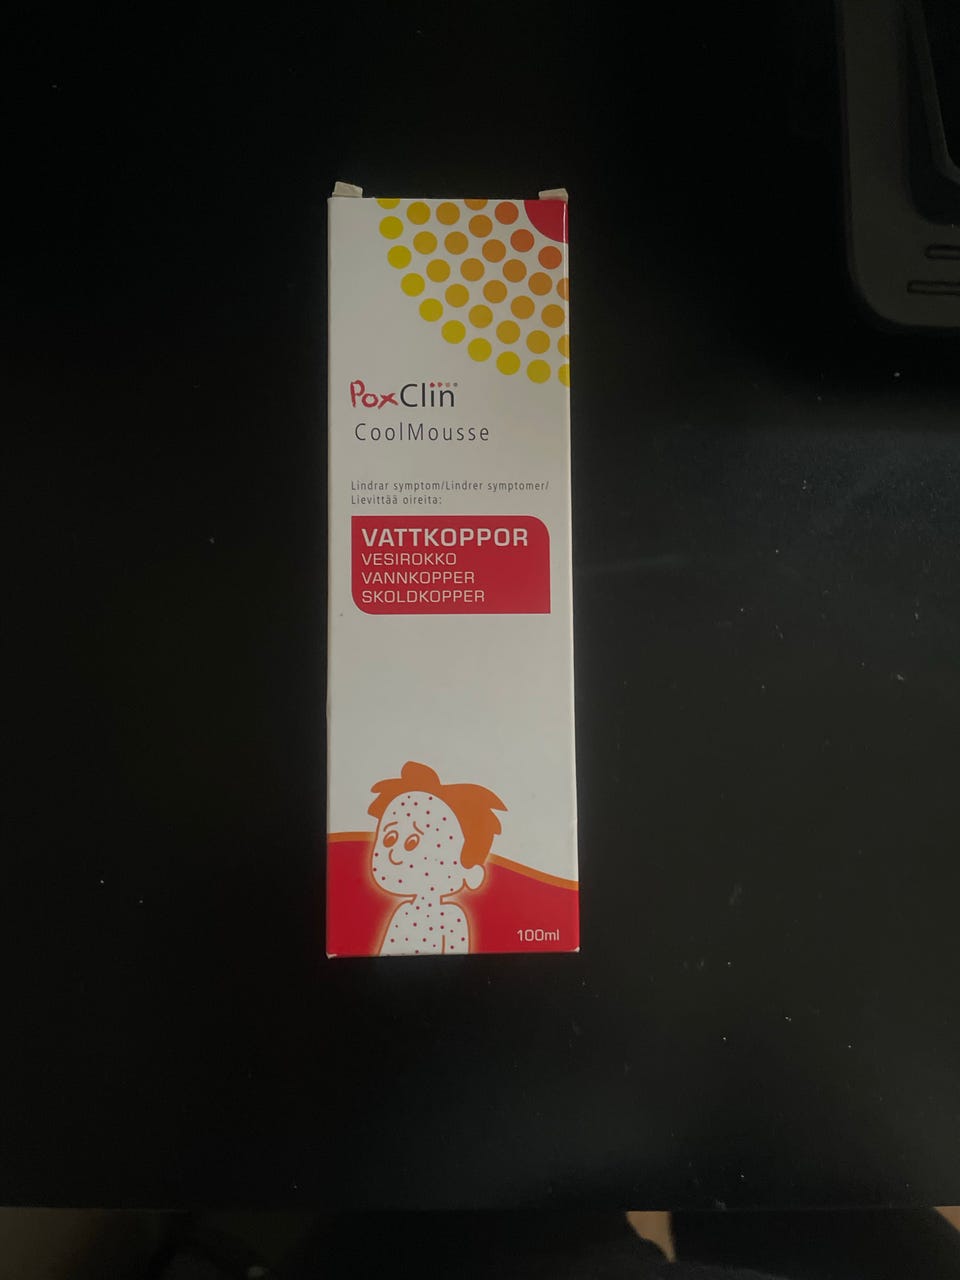 PoxClin
CoolMousse
Lindrar symptom/Lindrer symptomer/
Lievittää oireita:
VATTKOPPOR
VESIROKKO
VANNKOPPER
SKOLDKOPPER
100ml